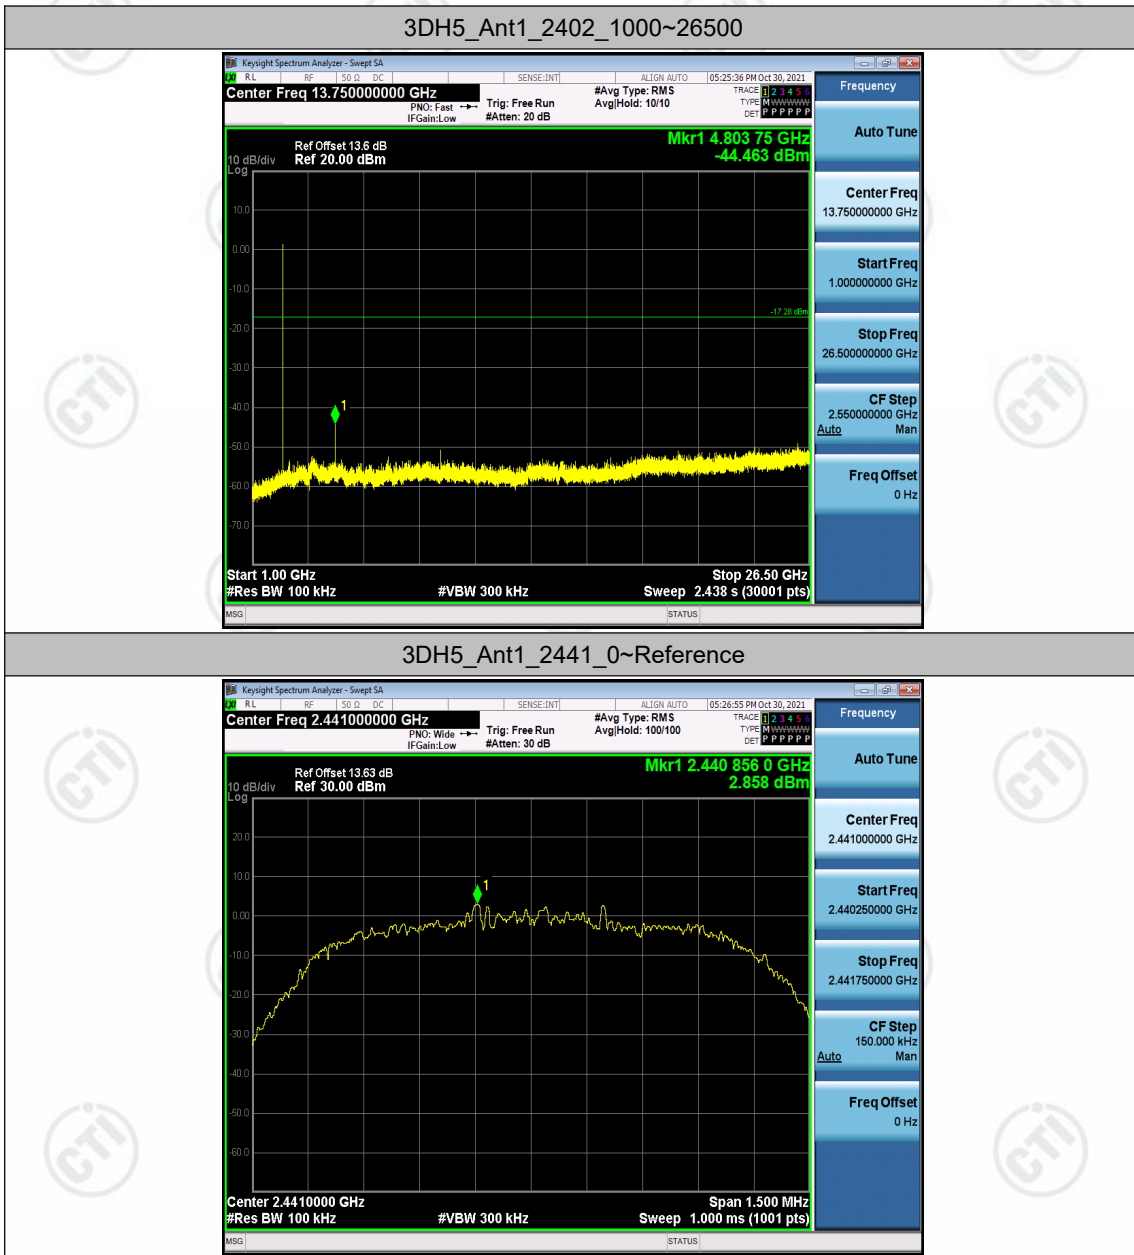 3DH5_Ant1_2402_1000~26500
Keysight Spectrum Analyzer - Swept SA
LXI RL RF 50 Ω DC SENSE:INT ALIGN AUTO 05:25:36 PM Oct 30, 2021
Center Freq 13.750000000 GHz
PNO: Fast
IFGain:Low
Trig: Free Run
#Atten: 20 dB
#Avg Type: RMS
Avg|Hold: 10/10
TRACE 1 2 3 4 5 6
TYPE M WWWWW
DET P P P P P P
Frequency
Auto Tune
Center Freq
13.750000000 GHz
Start Freq
1.000000000 GHz
Stop Freq
26.500000000 GHz
CF Step
2.550000000 GHz
Auto Man
Freq Offset
0 Hz
Mkr1 4.803 75 GHz
-44.463 dBm
Ref Offset 13.6 dB
10 dB/div Ref 20.00 dBm
Log
10.0
0.00
-10.0
-17.28 dBm
-20.0
-30.0
-40.0
1
-50.0
-60.0
-70.0
Start 1.00 GHz Stop 26.50 GHz
#Res BW 100 kHz #VBW 300 kHz Sweep 2.438 s (30001 pts)
MSG STATUS
3DH5_Ant1_2441_0~Reference
Keysight Spectrum Analyzer - Swept SA
LXI RL RF 50 Ω DC SENSE:INT ALIGN AUTO 05:26:55 PM Oct 30, 2021
Center Freq 2.441000000 GHz
PNO: Wide
IFGain:Low
Trig: Free Run
#Atten: 30 dB
#Avg Type: RMS
Avg|Hold: 100/100
TRACE 1 2 3 4 5 6
TYPE M WWWWW
DET P P P P P P
Frequency
Auto Tune
Center Freq
2.441000000 GHz
Start Freq
2.440250000 GHz
Stop Freq
2.441750000 GHz
CF Step
150.000 kHz
Auto Man
Freq Offset
0 Hz
Mkr1 2.440 856 0 GHz
2.858 dBm
Ref Offset 13.63 dB
10 dB/div Ref 30.00 dBm
Log
20.0
10.0
1
0.00
-10.0
-20.0
-30.0
-40.0
-50.0
-60.0
Center 2.4410000 GHz Span 1.500 MHz
#Res BW 100 kHz #VBW 300 kHz Sweep 1.000 ms (1001 pts)
MSG STATUS
CTI
CTI
CTI
CTI
CTI
CTI